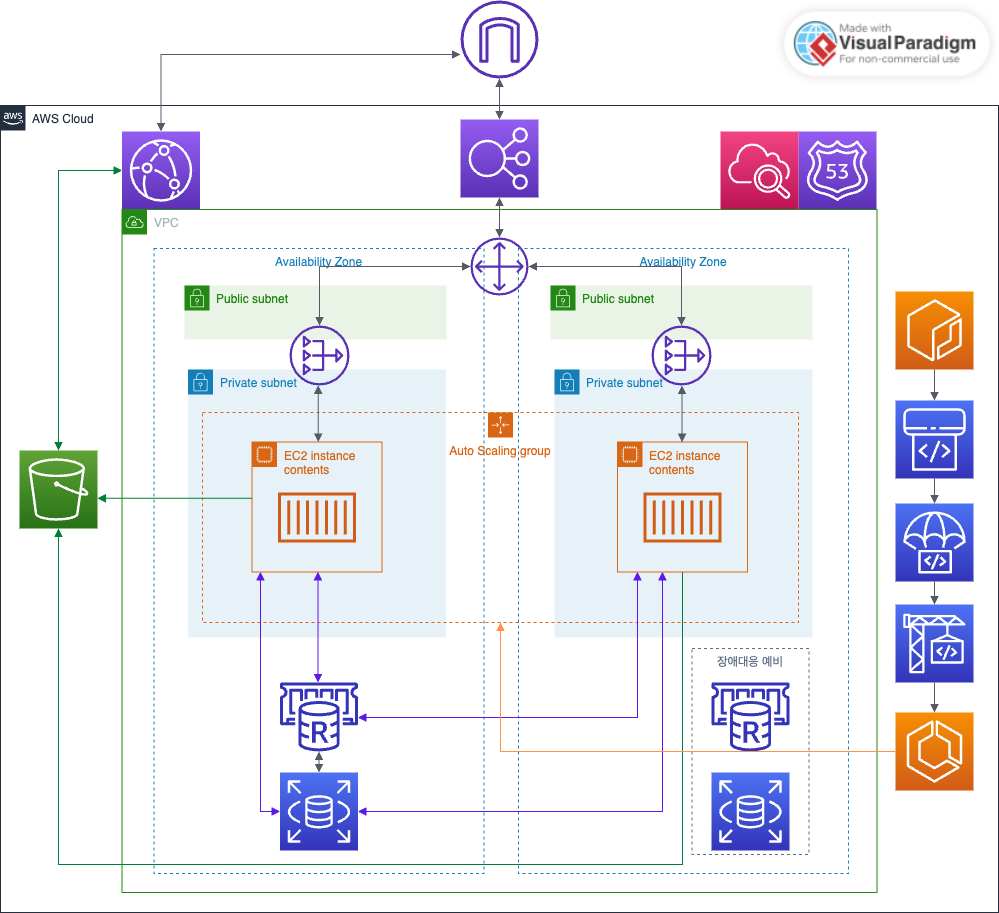 Made with
Visual Paradigm
For non-commercial use
aws
AWS Cloud
53
VPC
Availability Zone
Availability Zone
Public subnet
Public subnet
Private subnet
Private subnet
Auto Scaling group
EC2 instance
contents
EC2 instance
contents
</>
</>
</>
장애대응 예비
R
R